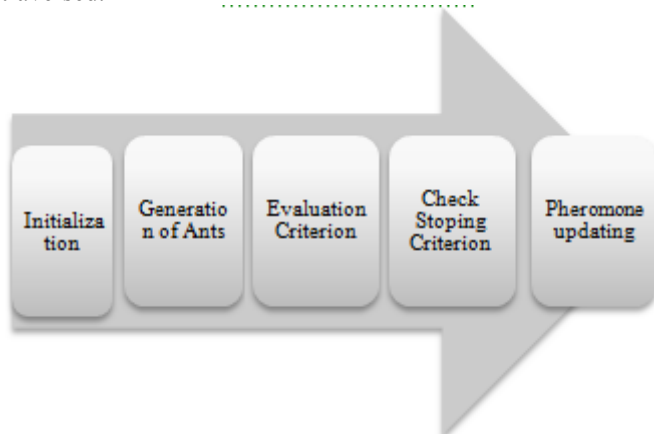 Initializa
tion
Generatio
n of Ants
Evaluation
Criterion
Check
Stoping
Criterion
Pheromone
updating